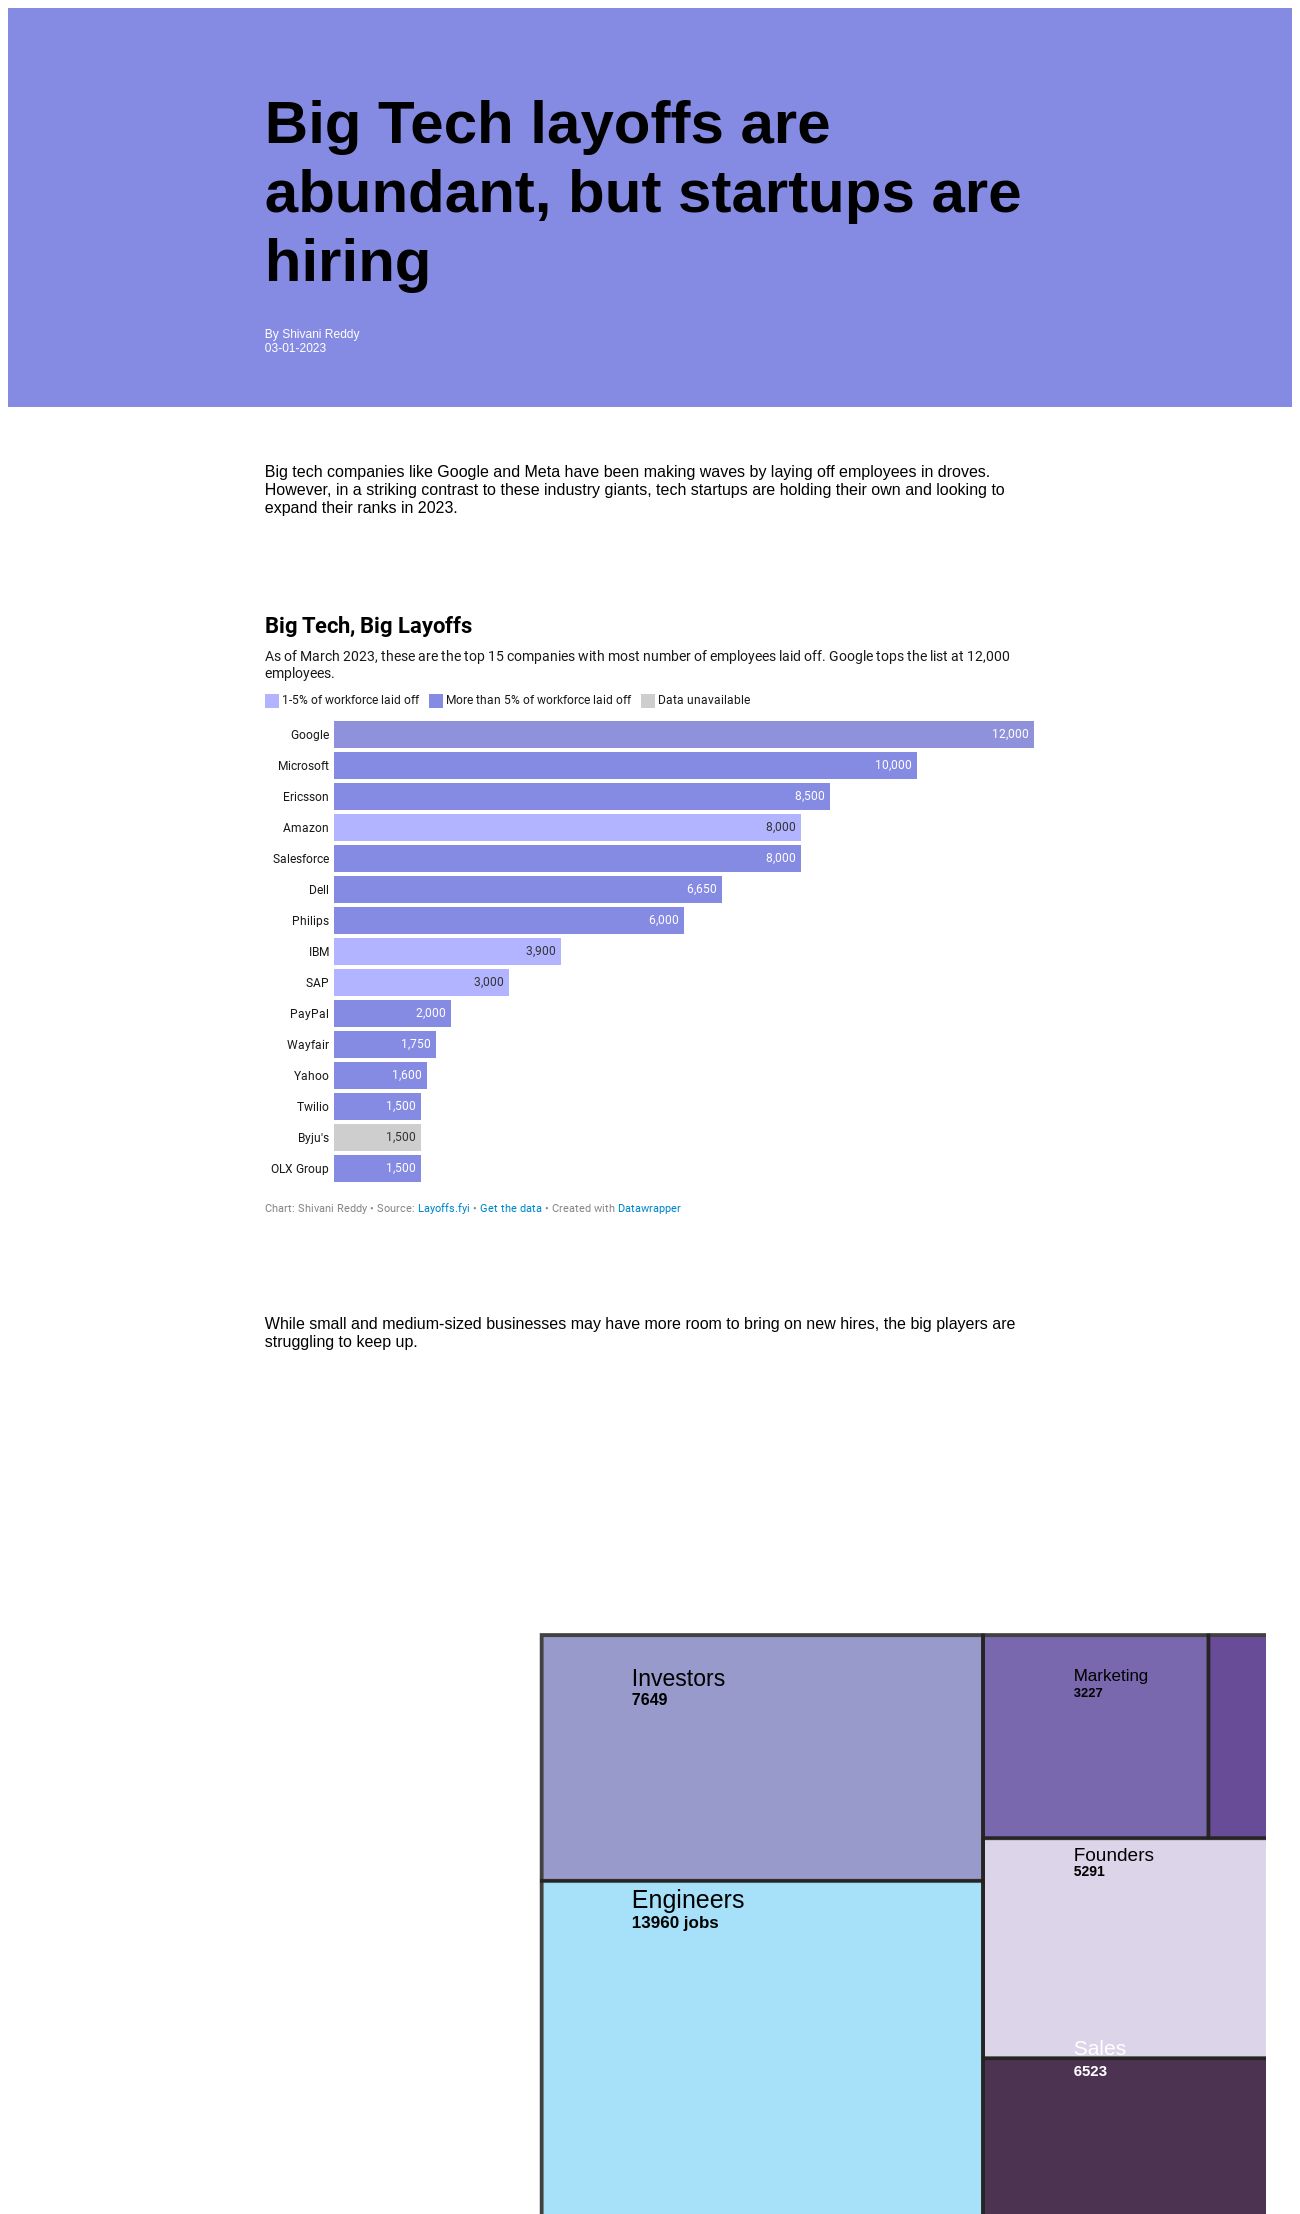 Big Tech layoffs are
abundant, but startups are
hiring
By Shivani Reddy
03-01-2023
Big tech companies like Google and Meta have been making waves by laying off employees in droves.
However, in a striking contrast to these industry giants, tech startups are holding their own and looking to
expand their ranks in 2023.
Big Tech, Big Layoffs
As of March 2023, these are the top 15 companies with most number of employees laid off. Google tops the list at 12,000
employees.
1-5% of workforce laid off More than 5% of workforce laid off Data unavailable
Google 12,000
Microsoft 10,000
Ericsson 8,500
Amazon 8,000
Salesforce 8,000
Dell 6,650
Philips 6,000
IBM 3,900
SAP 3,000
PayPal 2,000
Wayfair 1,750
Yahoo 1,600
Twilio 1,500
Byju's 1,500
OLX Group 1,500
Chart: Shivani Reddy • Source: Layoffs.fyi • Get the data • Created with Datawrapper
While small and medium-sized businesses may have more room to bring on new hires, the big players are
struggling to keep up.
Investors
7649
Marketing
3227
Founders
5291
Engineers
13960 jobs
Sales
6523